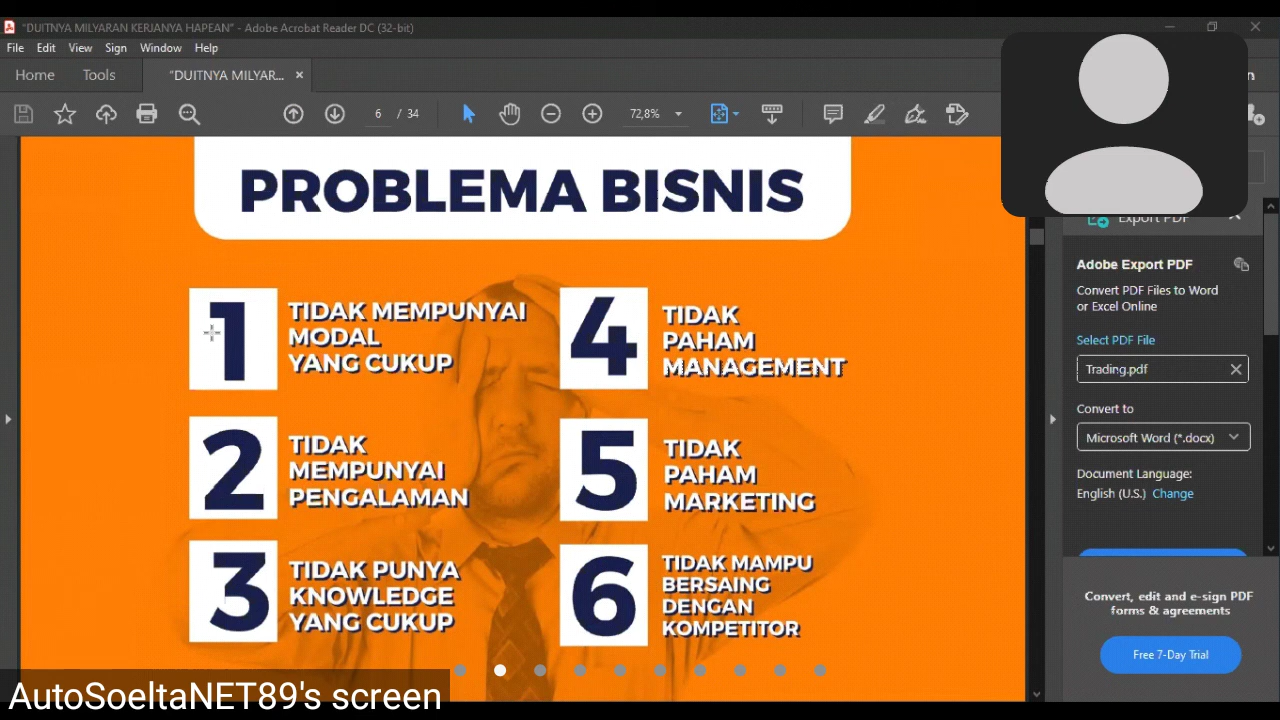 "DUITNYA MILYARAN KERJANYA HAPEAN" - Adobe Acrobat Reader DC (32-bit)
File Edit View Sign Window Help
Home Tools "DUITNYA MILYAR... ×
6 / 34 72,8%
PROBLEMA BISNIS
1 TIDAK MEMPUNYAI
MODAL
YANG CUKUP
2 TIDAK
MEMPUNYAI
PENGALAMAN
3 TIDAK PUNYA
KNOWLEDGE
YANG CUKUP
4 TIDAK
PAHAM
MANAGEMENT
5 TIDAK
PAHAM
MARKETING
6 TIDAK MAMPU
BERSAING
DENGAN
KOMPETITOR
Export PDF
Adobe Export PDF
Convert PDF Files to Word
or Excel Online
Select PDF File
Trading.pdf
Convert to
Microsoft Word (*.docx)
Document Language:
English (U.S.) Change
Convert, edit and e-sign PDF
forms & agreements
Free 7-Day Trial
AutoSoeltaNET89's screen